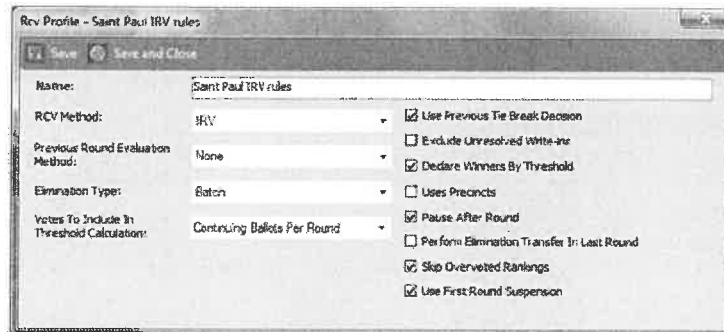 Rcv Profile - Saint Paul IRV rules
Save Save and Close
Name: Saint Paul IRV rules
RCV Method: IRV
Previous Round Evaluation Method: None
Elimination Type: Batch
Votes To Include In Threshold Calculation: Continuing Ballots Per Round
Use Previous Tie Break Decision
Exclude Unresolved Write-ins
Declare Winners By Threshold
Uses Precincts
Pause After Round
Perform Elimination Transfer In Last Round
Skip Overvoted Rankings
Use First Round Suspension